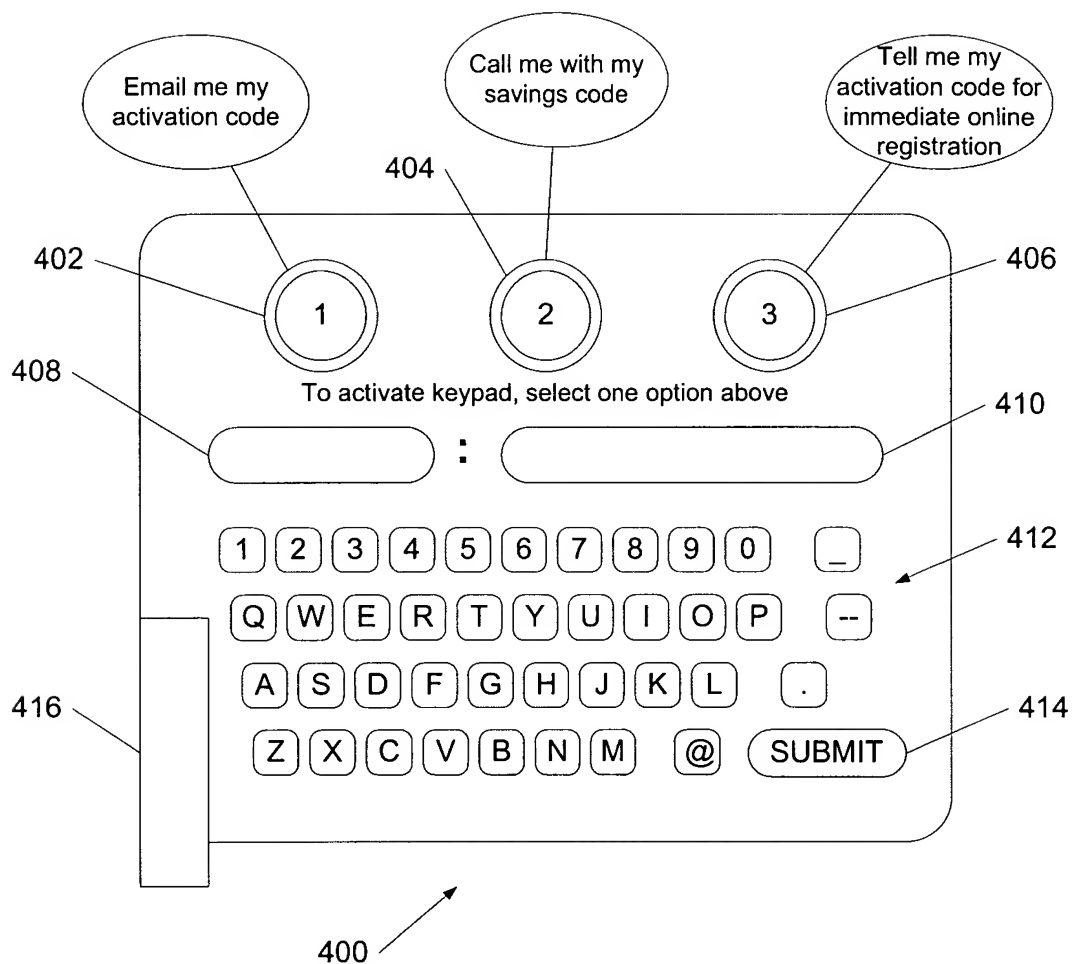 Email me my
activation code
Call me with my
savings code
Tell me my
activation code for
immediate online
registration
404
402
406
1 2 3
408
To activate keypad, select one option above
410
:
1 2 3 4 5 6 7 8 9 0 _
412
Q W E R T Y U I O P --
A S D F G H J K L .
416
414
Z X C V B N M @ SUBMIT
400